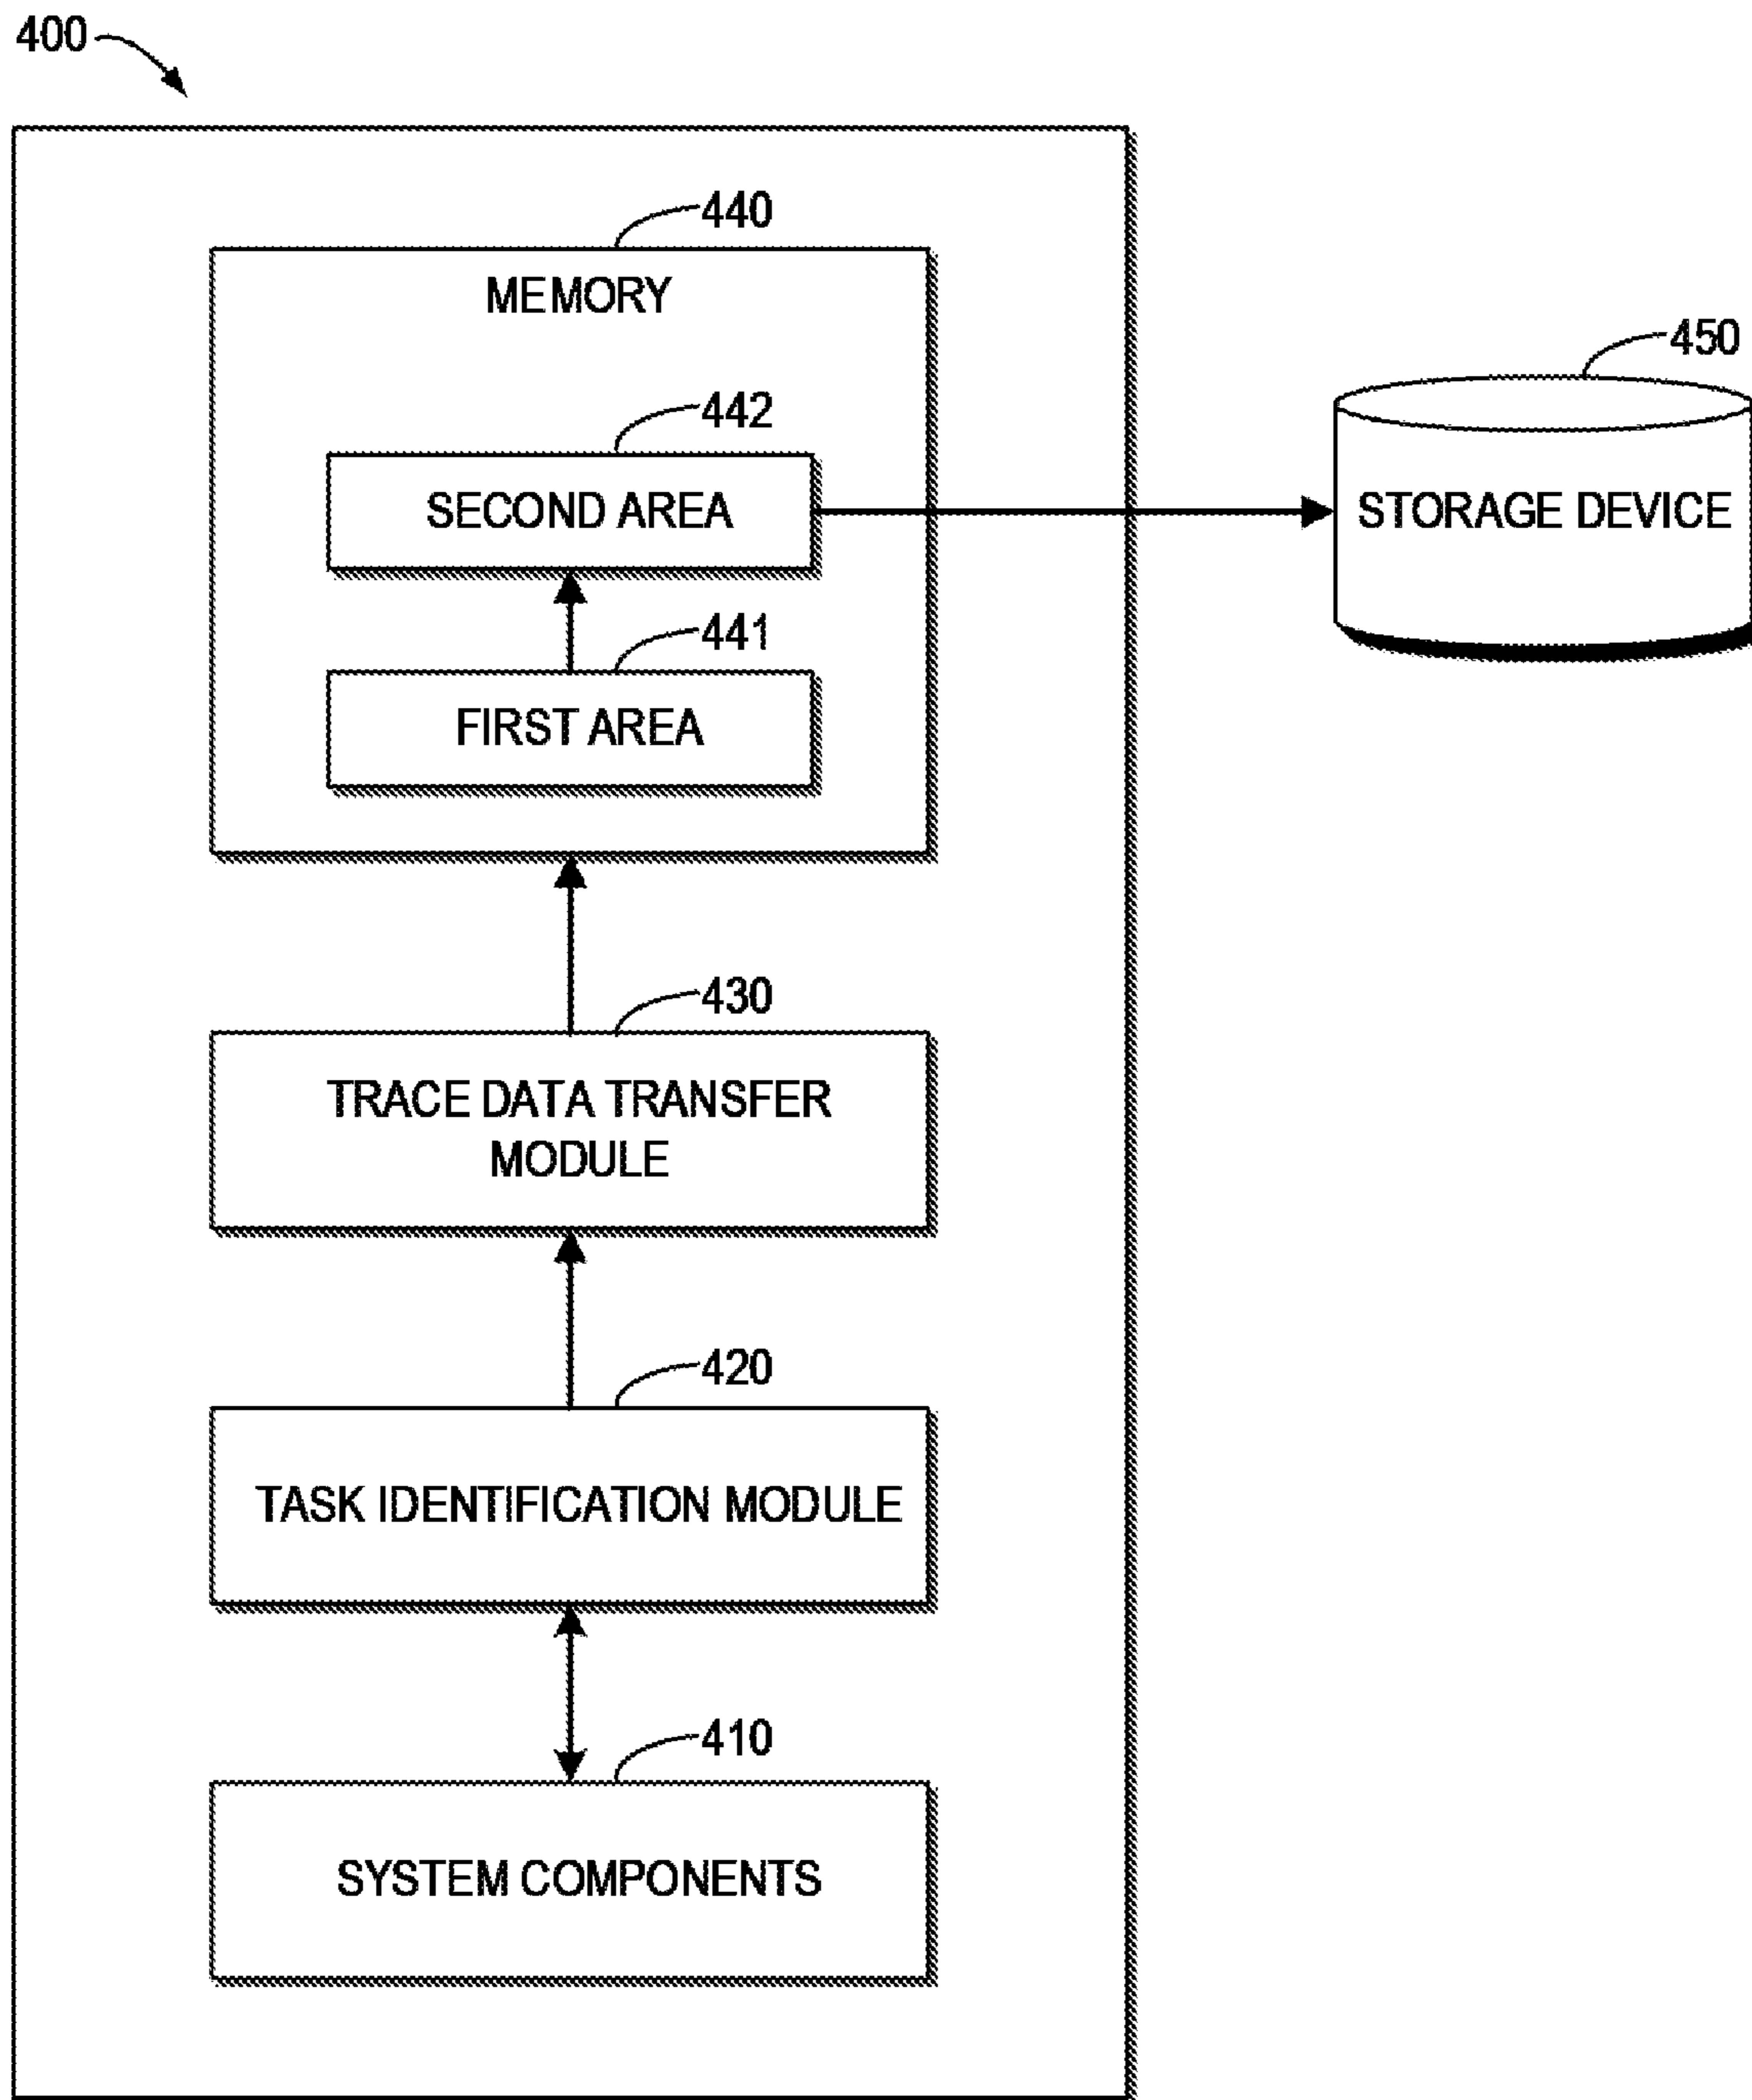 400
440
MEMORY
450
442
SECOND AREA
STORAGE DEVICE
441
FIRST AREA
430
TRACE DATA TRANSFER
MODULE
420
TASK IDENTIFICATION MODULE
410
SYSTEM COMPONENTS